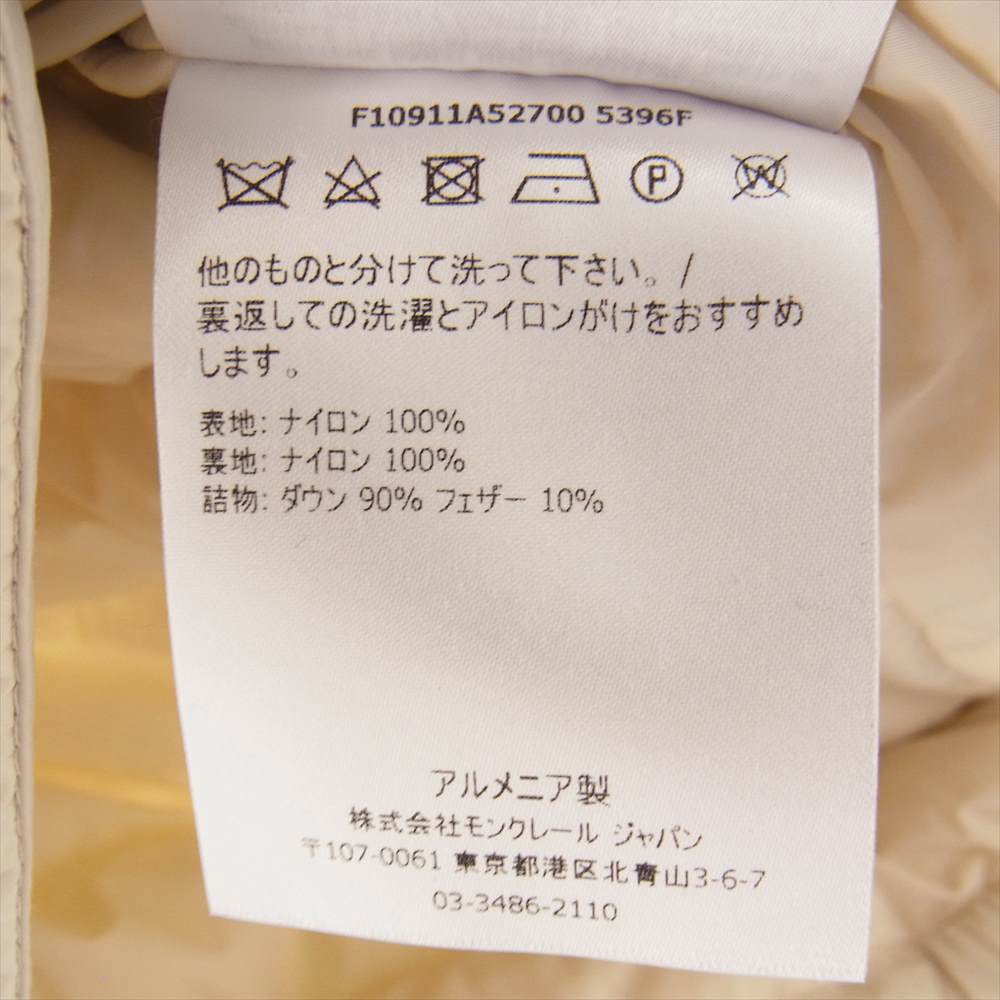 F10911A52700 5396F
P W
他のものと分けて洗って下さい。/
裏返しての洗濯とアイロンがけをおすすめ
します。
表地: ナイロン 100%
裏地: ナイロン 100%
詰物: ダウン 90% フェザー 10%
アルメニア製
株式会社モンクレール ジャパン
〒107-0061 東京都港区北青山3-6-7
03-3486-2110